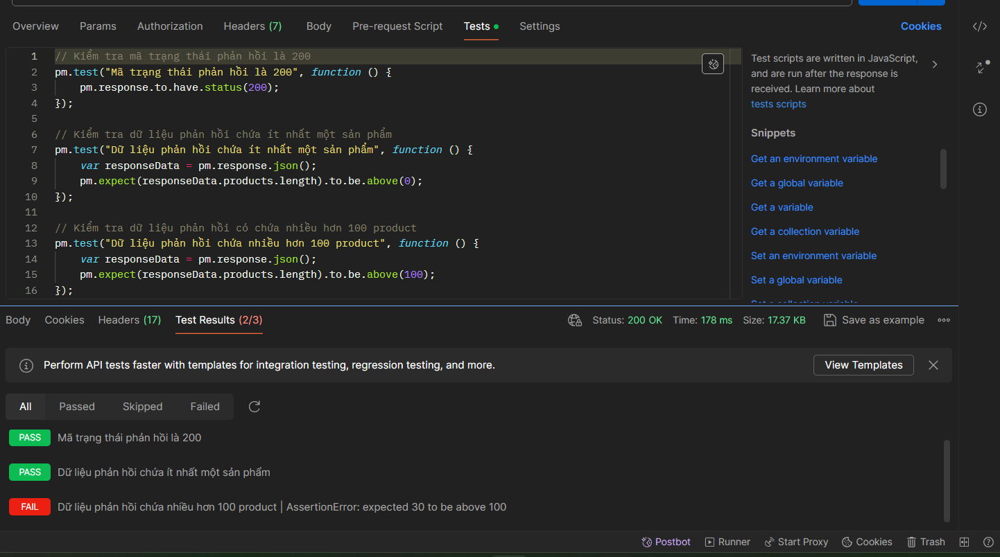 Overview Params Authorization Headers (7) Body Pre-request Script Tests Settings Cookies
1 // Kiểm tra mã trạng thái phản hồi là 200
2 pm.test("Mã trạng thái phản hồi là 200", function () {
3 pm.response.to.have.status(200);
4 });
5
6 // Kiểm tra dữ liệu phản hồi chứa ít nhất một sản phẩm
7 pm.test("Dữ liệu phản hồi chứa ít nhất một sản phẩm", function () {
8 var responseData = pm.response.json();
9 pm.expect(responseData.products.length).to.be.above(0);
10 });
11
12 // Kiểm tra dữ liệu phản hồi có chứa nhiều hơn 100 product
13 pm.test("Dữ liệu phản hồi chứa nhiều hơn 100 product", function () {
14 var responseData = pm.response.json();
15 pm.expect(responseData.products.length).to.be.above(100);
16 });
Test scripts are written in JavaScript,
and are run after the response is
received. Learn more about
tests scripts
Snippets
Get an environment variable
Get a global variable
Get a variable
Get a collection variable
Set an environment variable
Set a global variable
Set a collection variable
Body Cookies Headers (17) Test Results (2/3) Status: 200 OK Time: 178 ms Size: 17.37 KB Save as example
Perform API tests faster with templates for integration testing, regression testing, and more. View Templates
All Passed Skipped Failed
PASS Mã trạng thái phản hồi là 200
PASS Dữ liệu phản hồi chứa ít nhất một sản phẩm
FAIL Dữ liệu phản hồi chứa nhiều hơn 100 product | AssertionError: expected 30 to be above 100
Postbot Runner Start Proxy Cookies Trash